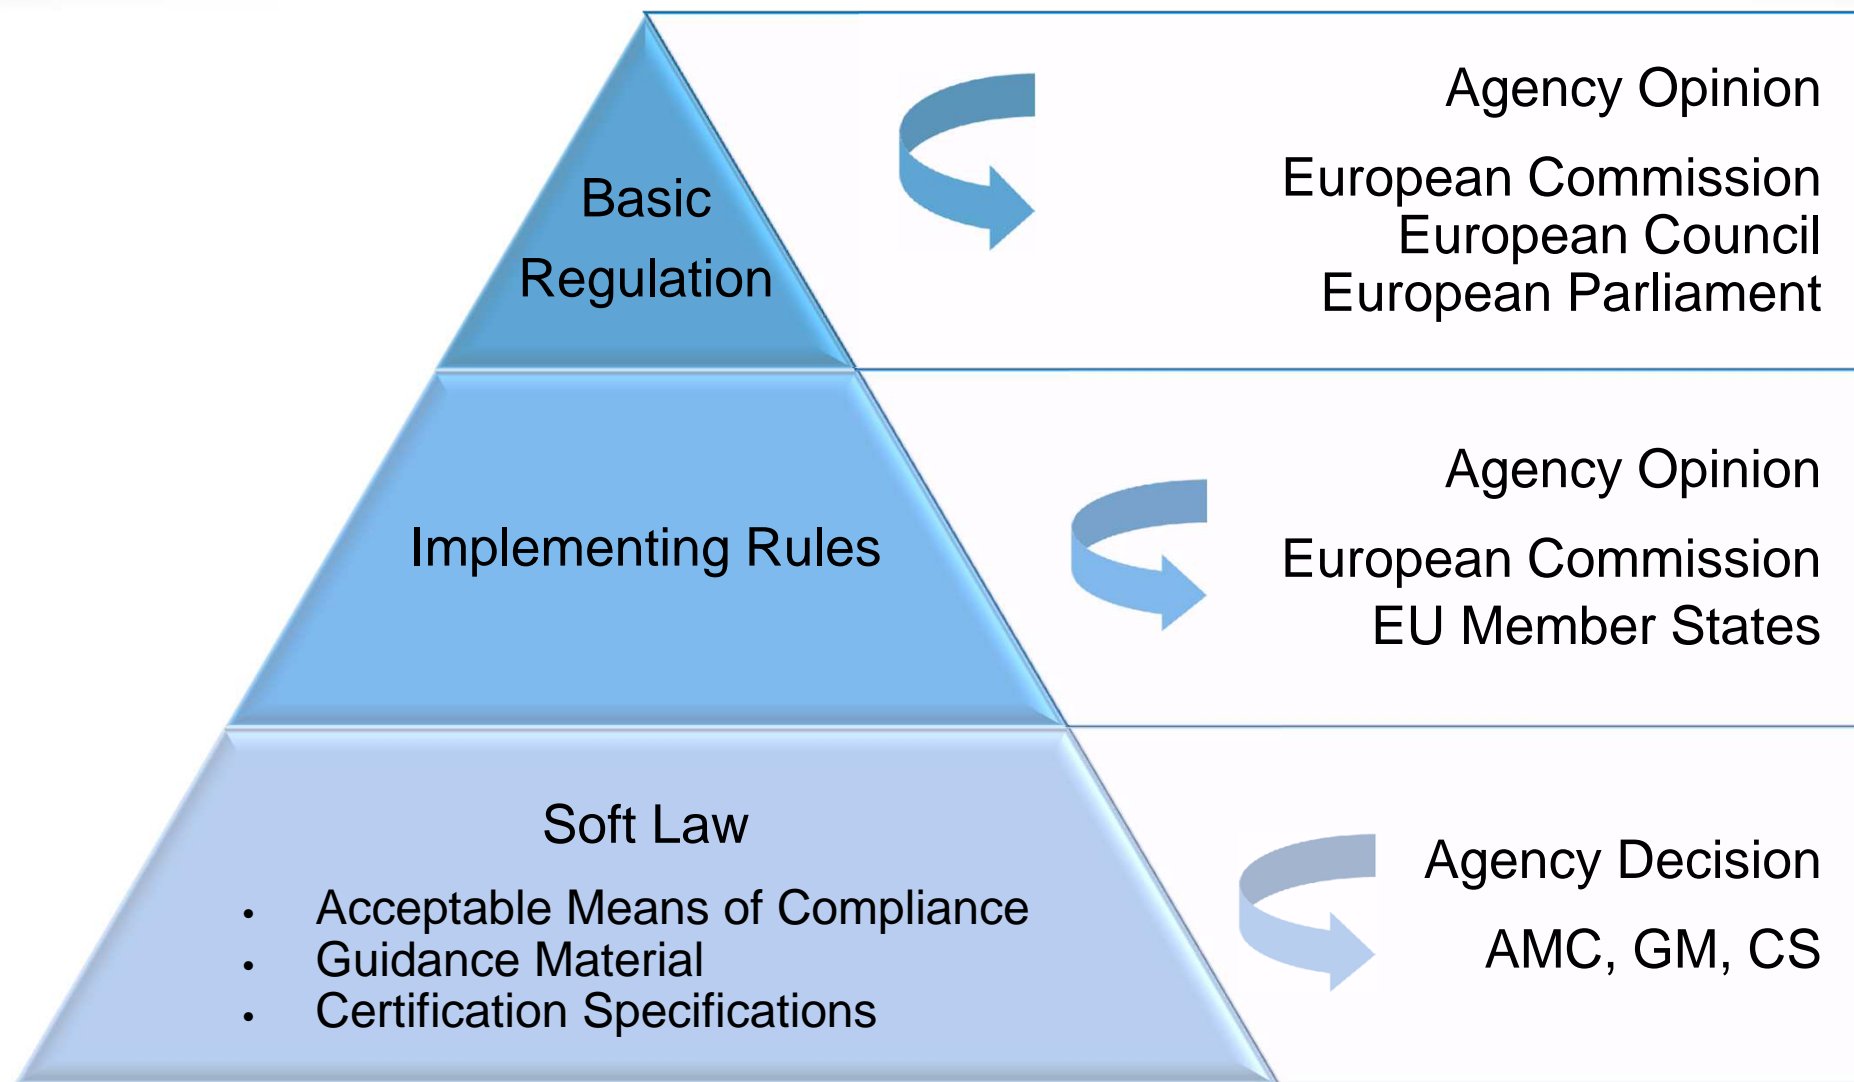 Basic
Regulation
Agency Opinion
European Commission
European Council
European Parliament
Implementing Rules
Agency Opinion
European Commission
EU Member States
Soft Law
• Acceptable Means of Compliance
• Guidance Material
• Certification Specifications
Agency Decision
AMC, GM, CS